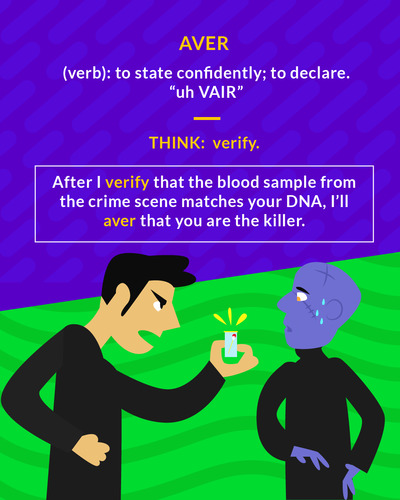 AVER
(verb): to state confidently; to declare.
“uh VAIR”
THINK: verify.
After I verify that the blood sample from
the crime scene matches your DNA, I’ll
aver that you are the killer.